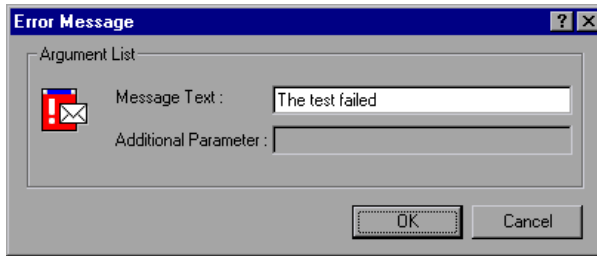 Error Message
Argument List
Message Text : The test failed
Additional Parameter :
OK Cancel